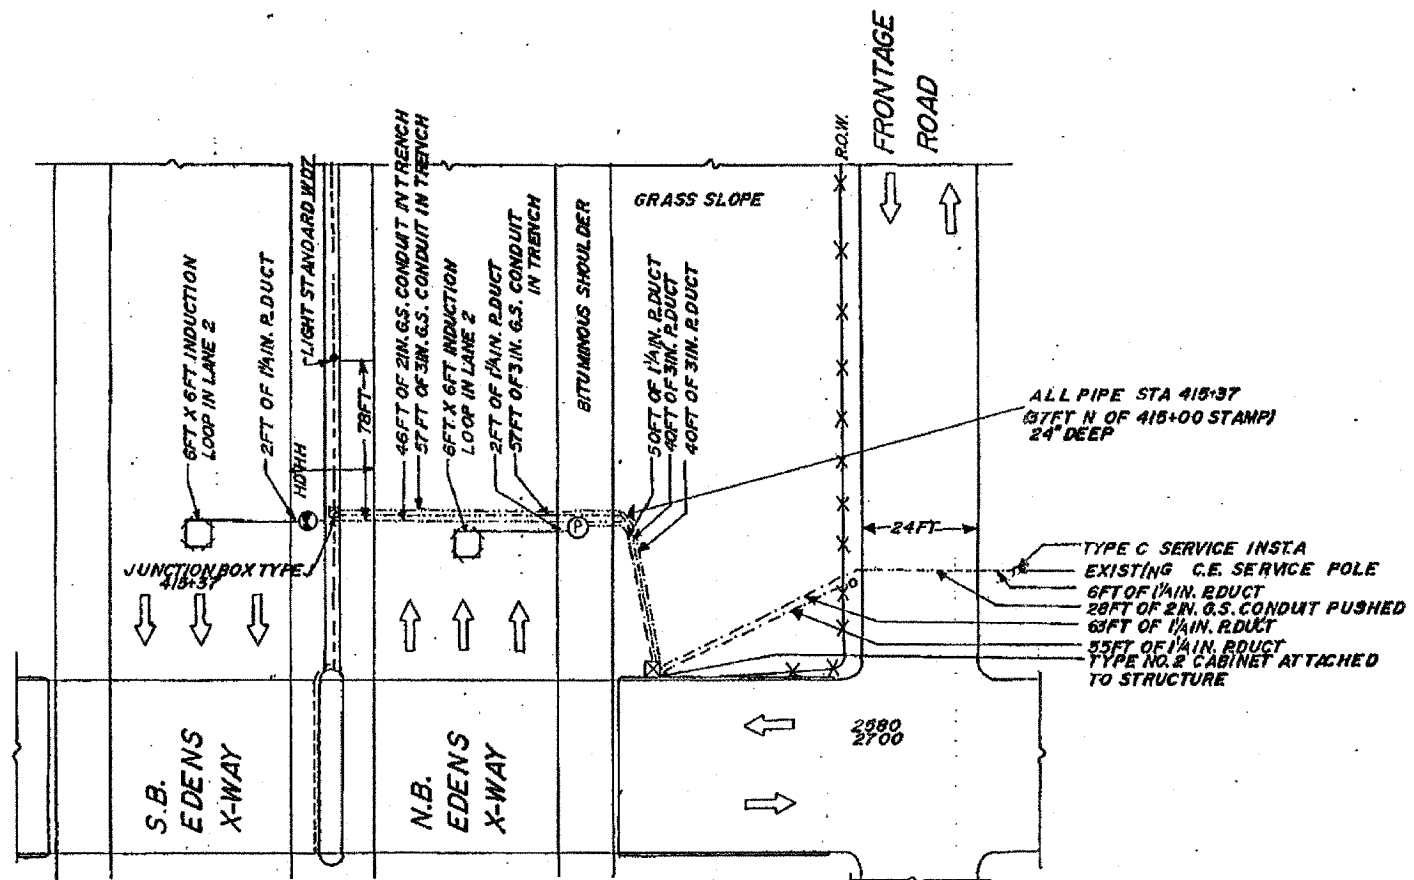 FRONTAGE
ROAD
R.O.W.
GRASS SLOPE
LIGHT STANDARD WDZ
46FT OF 2IN. G.S. CONDUIT IN TRENCH
57FT OF 3IN. G.S. CONDUIT IN TRENCH
6FT. X 6FT. INDUCTION
LOOP IN LANE 2
2FT OF 1¼IN. P.DUCT
HDHH
78FT
6FT. X 6FT INDUCTION
LOOP IN LANE 2
2FT OF 1¼IN. P.DUCT
57FT OF 3IN. G.S. CONDUIT
IN TRENCH
BITUMINOUS SHOULDER
50FT OF 1¼IN. P.DUCT
40FT OF 3IN. P.DUCT
40FT OF 3IN. P.DUCT
ALL PIPE STA 415+37
(37FT N OF 415+00 STAMP)
24" DEEP
P
24FT
JUNCTION BOX TYPE J
415+37
TYPE C SERVICE INST.A
EXISTING C.E. SERVICE POLE
6FT OF 1¼IN. P.DUCT
28FT OF 2IN. G.S. CONDUIT PUSHED
63FT OF 1¼IN. P.DUCT
55FT OF 1¼IN. P.DUCT
TYPE NO.2 CABINET ATTACHED
TO STRUCTURE
2580
2700
S.B.
EDENS
X-WAY
N.B.
EDENS
X-WAY